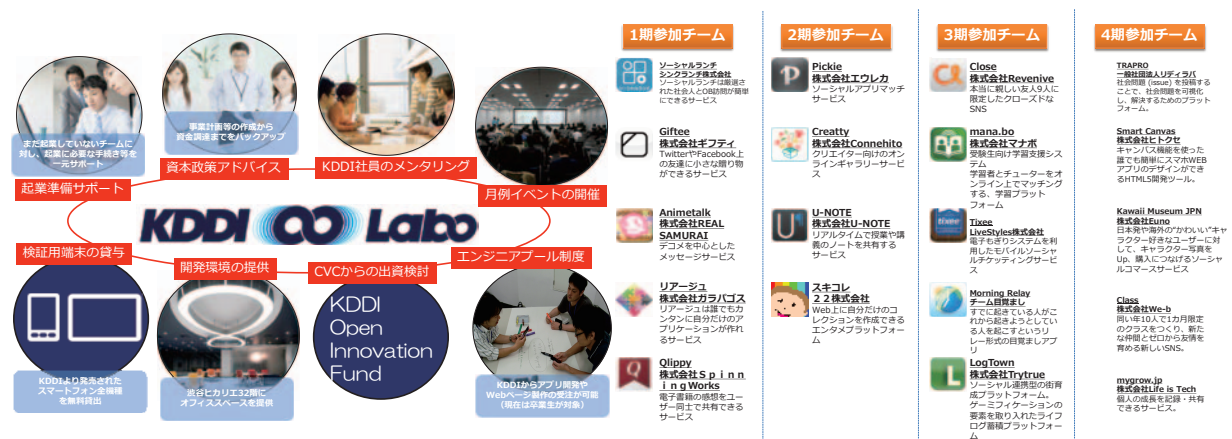 まだ起業していないチームに
対し、起業に必要な手続き等を
一元サポート
起業準備サポート
事業計画等の作成から
資金調達までをバックアップ
資本政策アドバイス
KDDI社員のメンタリング
月例イベントの開催
KDDI ∞ Labo
検証用端末の貸与
開発環境の提供
CVCからの出資検討
エンジニアプール制度
KDDIより発売された
スマートフォン全機種
を無料貸出
渋谷ヒカリエ32階に
オフィススペースを提供
KDDI
Open
Innovation
Fund
KDDIからアプリ開発や
Webページ製作の受注が可能
(現在は卒業生が対象)
1期参加チーム
ソーシャルランチ
シンクランチ株式会社
ソーシャルランチは厳選さ
れた社会人とOB訪問が簡単
にできるサービス
Giftee
株式会社ギフティ
TwitterやFacebook上
の友達に小さな贈り物
ができるサービス
Animetalk
株式会社REAL
SAMURAI
デコメを中心とした
メッセージサービス
リアージュ
株式会社ガラパゴス
リアージュは誰でもカ
ンタンに自分だけのア
プリケーションが作れ
るサービス
Qlippy
株式会社Ｓｐｉｎｎ
ｉｎｇWorks
電子書籍の感想をユー
ザー同士で共有できる
サービス
2期参加チーム
Pickie
株式会社エウレカ
ソーシャルアプリマッチ
サービス
Creatty
株式会社Connehito
クリエイター向けのオン
ラインギャラリーサービ
ス
U-NOTE
株式会社U-NOTE
リアルタイムで授業や講
義のノートを共有する
サービス
スキコレ
２２株式会社
Web上に自分だけのコ
レクションを作成できる
エンタメプラットフォー
ム
3期参加チーム
Close
株式会社Revenive
本当に親しい友人9人に
限定したクローズドな
SNS
mana.bo
株式会社マナボ
受験生向け学習支援シス
テム
学習者とチューターをオ
ンライン上でマッチング
する、学習プラット
フォーム
Tixee
LiveStyles株式会社
電子もぎりシステムを利
用したモバイルソーシャ
ルチケッティングサービ
ス
Morning Relay
チーム目覚まし
すでに起きている人がこ
れから起きようとしてい
る人を起こすというリ
レー形式の目覚ましアプ
リ
LogTown
株式会社Trytrue
ソーシャル連携型の街育
成プラットフォーム。
ゲーミフィケーションの
要素を取り入れたライフ
ログ蓄積プラットフォー
ム
4期参加チーム
TRAPRO
一般社団法人リディラバ
社会問題 (issue) を投稿する
ことで、社会問題を可視化
し、解決するためのプラット
フォーム。
Smart Canvas
株式会社ヒトクセ
キャンバス機能を使った
誰でも簡単にスマホWEB
アプリのデザインができ
るHTML5開発ツール。
Kawaii Museum JPN
株式会社Euno
日本発や海外の"かわいい"キャ
ラクター好きなユーザーに対
して、キャラクター写真を
Up、購入につなげるソーシャ
ルコマースサービス
Class
株式会社We-b
同い年10人で1カ月限定
のクラスをつくり、新た
な仲間とゼロから友情を
育める新しいSNS。
mygrow.jp
株式会社Life is Tech
個人の成長を記録・共有
できるサービス。